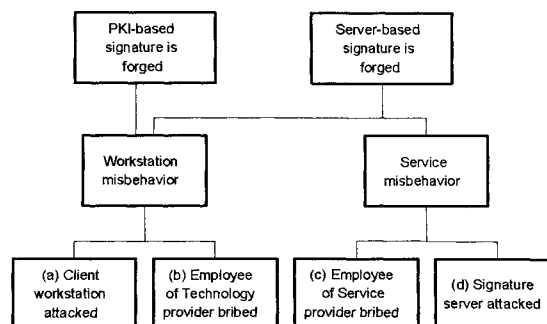 PKI-based
signature is
forged
Server-based
signature is
forged
Workstation
misbehavior
Service
misbehavior
(a) Client
workstation
attacked
(b) Employee
of Technology
provider bribed
(c) Employee
of Service
provider bribed
(d) Signature
server attacked